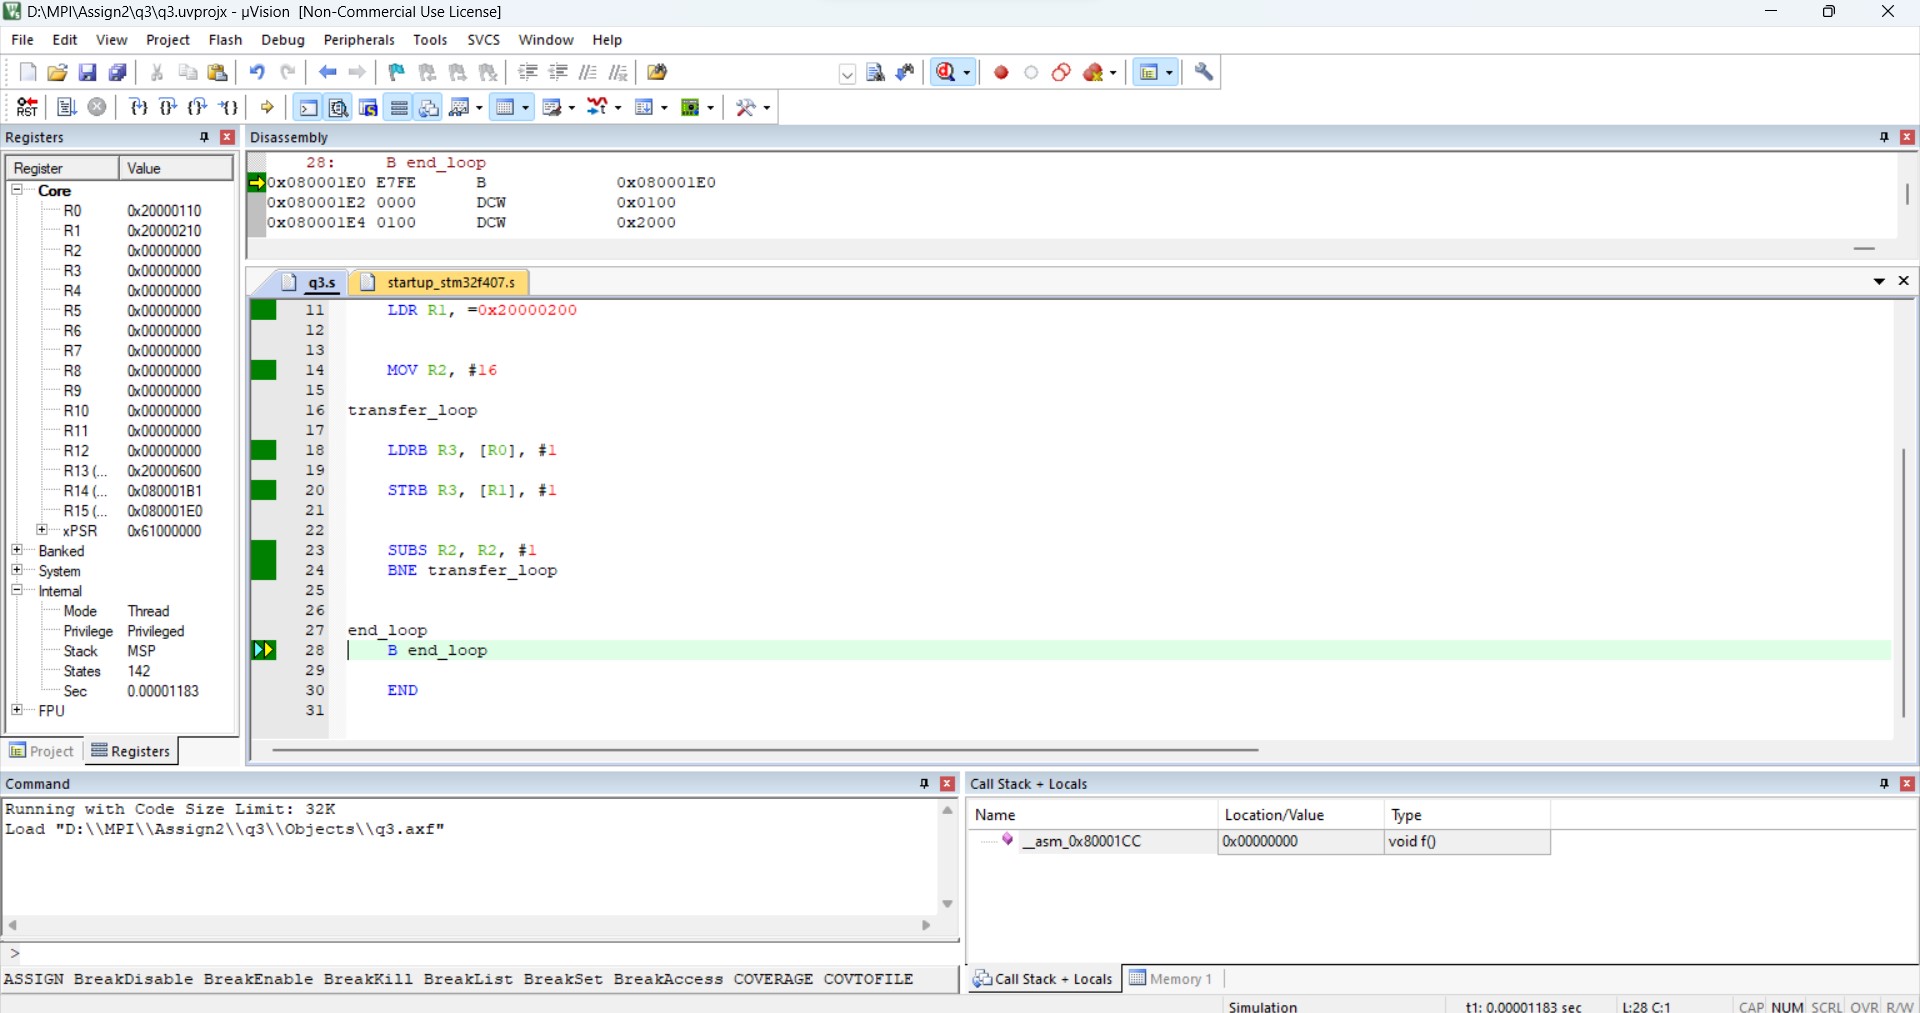 D:\MPI\Assign2\q3\q3.uvprojx - µVision [Non-Commercial Use License]
File Edit View Project Flash Debug Peripherals Tools SVCS Window Help
RST
Registers
Register Value
Core
R0 0x20000110
R1 0x20000210
R2 0x00000000
R3 0x00000000
R4 0x00000000
R5 0x00000000
R6 0x00000000
R7 0x00000000
R8 0x00000000
R9 0x00000000
R10 0x00000000
R11 0x00000000
R12 0x00000000
R13 (... 0x20000600
R14 (... 0x080001B1
R15 (... 0x080001E0
xPSR 0x61000000
Banked
System
Internal
Mode Thread
Privilege Privileged
Stack MSP
States 142
Sec 0.00001183
FPU
Project Registers
Disassembly
28: B end_loop
0x080001E0 E7FE B 0x080001E0
0x080001E2 0000 DCW 0x0100
0x080001E4 0100 DCW 0x2000
q3.s startup_stm32f407.s
11 LDR R1, =0x20000200
12
13
14 MOV R2, #16
15
16 transfer_loop
17
18 LDRB R3, [R0], #1
19
20 STRB R3, [R1], #1
21
22
23 SUBS R2, R2, #1
24 BNE transfer_loop
25
26
27 end_loop
28 B end_loop
29
30 END
31
Command
Running with Code Size Limit: 32K
Load "D:\\MPI\\Assign2\\q3\\Objects\\q3.axf"
>
ASSIGN BreakDisable BreakEnable BreakKill BreakList BreakSet BreakAccess COVERAGE COVTOFILE
Call Stack + Locals
Name Location/Value Type
__asm_0x80001CC 0x00000000 void f()
Call Stack + Locals Memory 1
Simulation t1: 0.00001183 sec L:28 C:1 CAP NUM SCRL OVR R/W